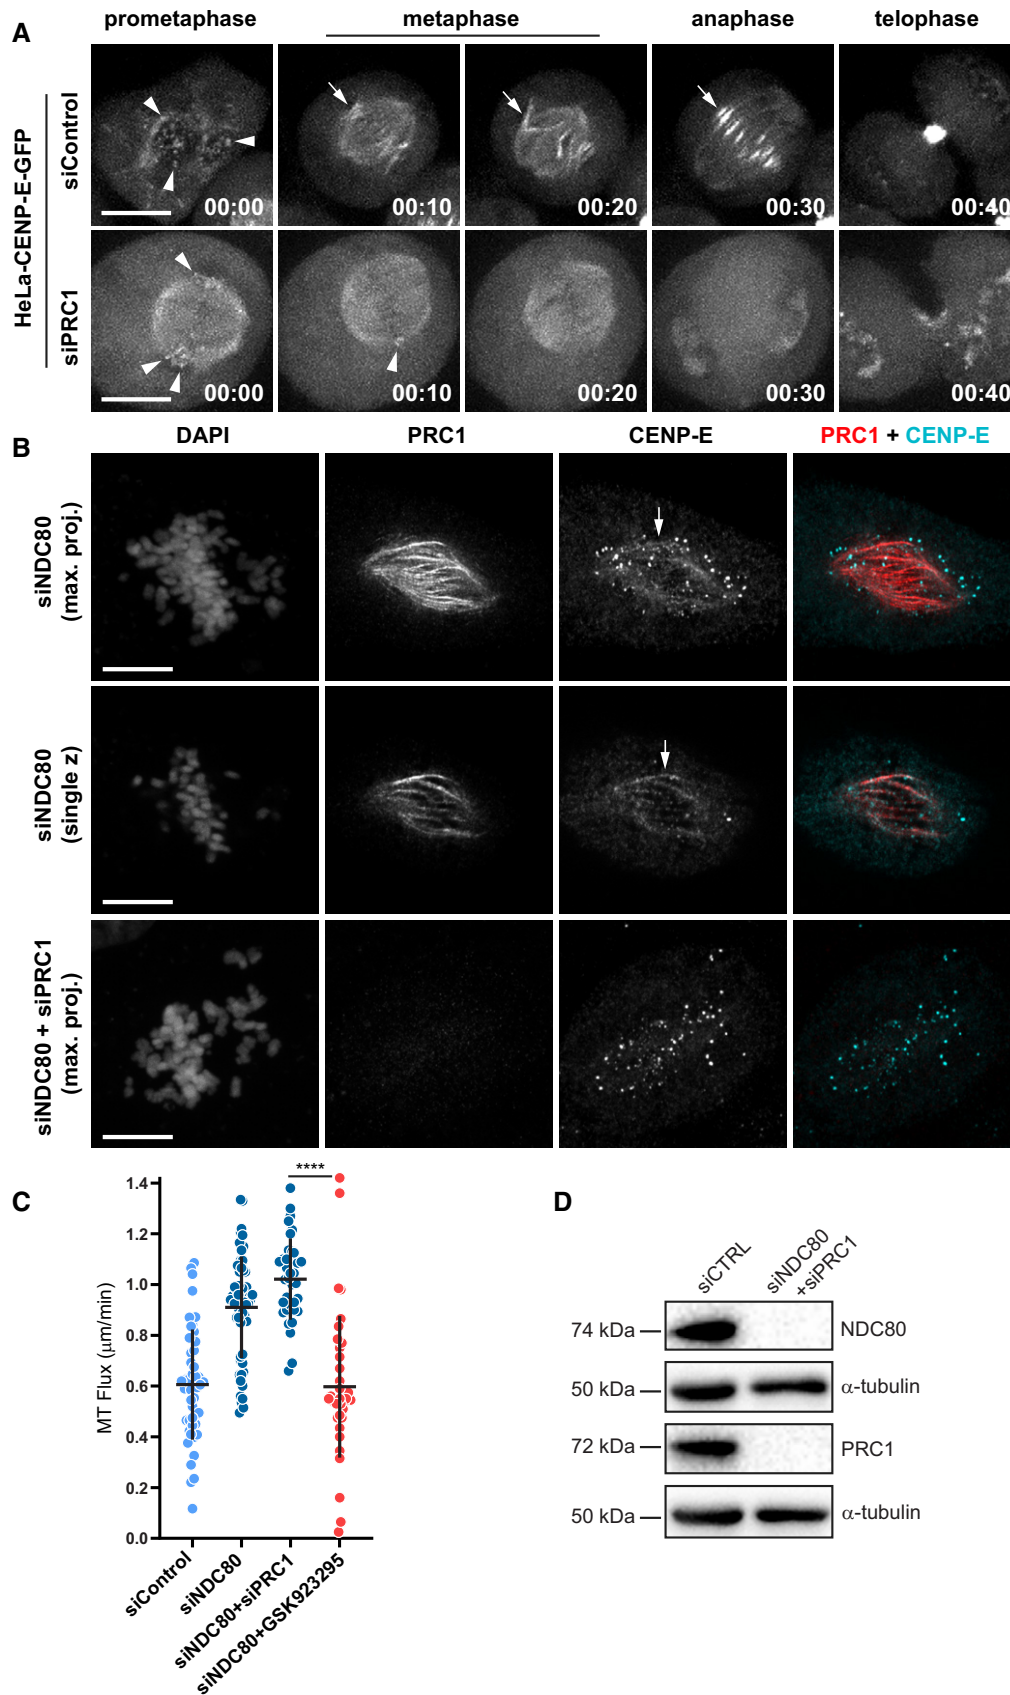 A
prometaphase metaphase anaphase telophase
HeLa-CENP-E-GFP
siControl
00:00 00:10 00:20 00:30 00:40
siPRC1
00:00 00:10 00:20 00:30 00:40
B
DAPI PRC1 CENP-E PRC1 + CENP-E
siNDC80
(max. proj.)
siNDC80
(single z)
siNDC80 + siPRC1
(max. proj.)
C
****
MT Flux (μm/min)
1.4
1.2
1.0
0.8
0.6
0.4
0.2
0.0
siControl
siNDC80
siNDC80+siPRC1
siNDC80+GSK923295
D
siCTRL
siNDC80
+siPRC1
74 kDa NDC80
50 kDa α-tubulin
72 kDa PRC1
50 kDa α-tubulin